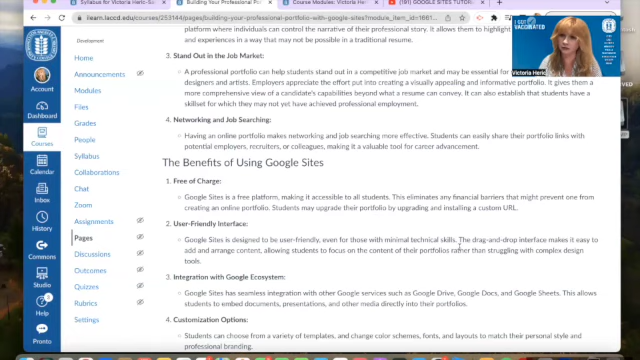 Syllabus for Victoria Heric-Sa
Building Your Professional Por
Course Modules: Victoria Heric
(101) GOOGLE SITES TUTOR
ilearn.laccd.edu/courses/253144/pages/building-your-professional-portfolio-with-google-sites?module_item_id=1661
I GOT
VACCINATED
Victoria Heric
Account
Dashboard
Courses
Calendar
Inbox
History
Studio
Help
Pronto
Development
Home
Announcements
Modules
Files
Grades
People
Syllabus
Collaborations
Chat
Zoom
Assignments
Pages
Discussions
Outcomes
Quizzes
Rubrics
Settings
platform where individuals can control the narrative of their professional story. It allows them to highlight
and experiences in a way that may not be possible in a traditional resume.
3. Stand Out in the Job Market:
A professional portfolio can help students stand out in a competitive job market and may be essential for
designers and artists. Employers appreciate the effort put into creating a visually appealing and informative portfolio. It gives them a
more comprehensive view of a candidate's capabilities beyond what a resume can convey. It can also establish that students have a
skillset for which they may not yet have achieved professional employment.
4. Networking and Job Searching:
Having an online portfolio makes networking and job searching more effective. Students can easily share their portfolio links with
potential employers, recruiters, or colleagues, making it a valuable tool for career advancement.
The Benefits of Using Google Sites
1. Free of Charge:
Google Sites is a free platform, making it accessible to all students. This eliminates any financial barriers that might prevent one from
creating an online portfolio. Students may upgrade their portfolio by upgrading and installing a custom URL.
2. User-Friendly Interface:
Google Sites is designed to be user-friendly, even for those with minimal technical skills. The drag-and-drop interface makes it easy to
add and arrange content, allowing students to focus on the content of their portfolios rather than struggling with complex design
tools.
3. Integration with Google Ecosystem:
Google Sites has seamless integration with other Google services such as Google Drive, Google Docs, and Google Sheets. This allows
students to embed documents, presentations, and other media directly into their portfolios.
4. Customization Options:
Students can choose from a variety of templates, and change color schemes, fonts, and layouts to match their personal style and
professional branding.